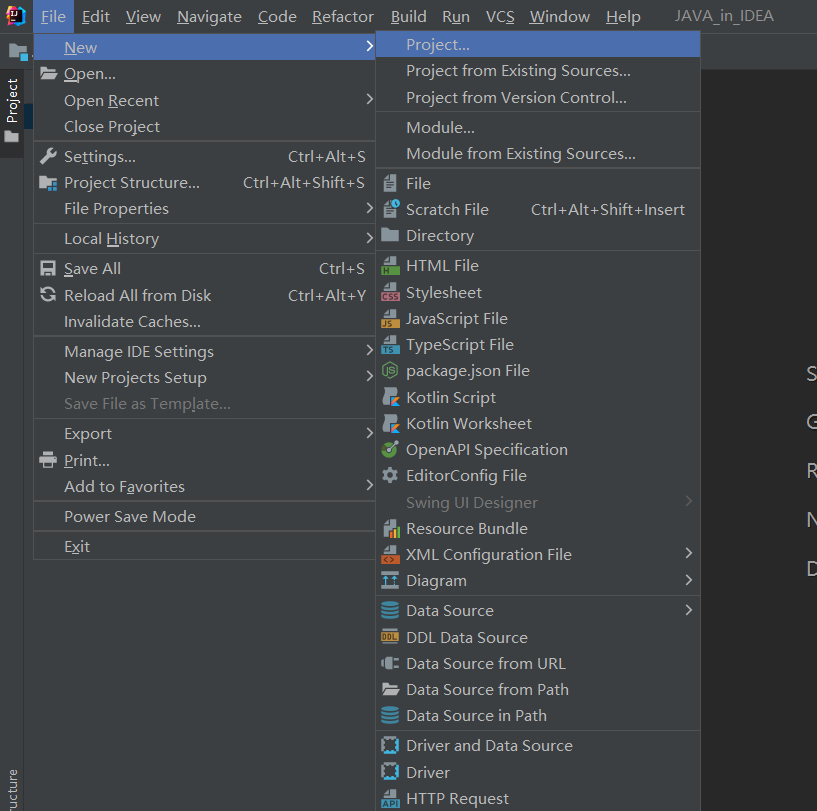 File Edit View Navigate Code Refactor Build Run VCS Window Help JAVA_in_IDEA
Project
New
Open...
Open Recent
Close Project
Settings... Ctrl+Alt+S
Project Structure... Ctrl+Alt+Shift+S
File Properties
Local History
Save All Ctrl+S
Reload All from Disk Ctrl+Alt+Y
Invalidate Caches...
Manage IDE Settings
New Projects Setup
Save File as Template...
Export
Print...
Add to Favorites
Power Save Mode
Exit
Project...
Project from Existing Sources...
Project from Version Control...
Module...
Module from Existing Sources...
File
Scratch File Ctrl+Alt+Shift+Insert
Directory
HTML File
Stylesheet
JavaScript File
TypeScript File
package.json File
Kotlin Script
Kotlin Worksheet
OpenAPI Specification
EditorConfig File
Swing UI Designer
Resource Bundle
XML Configuration File
Diagram
Data Source
DDL Data Source
Data Source from URL
Data Source from Path
Data Source in Path
Driver and Data Source
Driver
HTTP Request